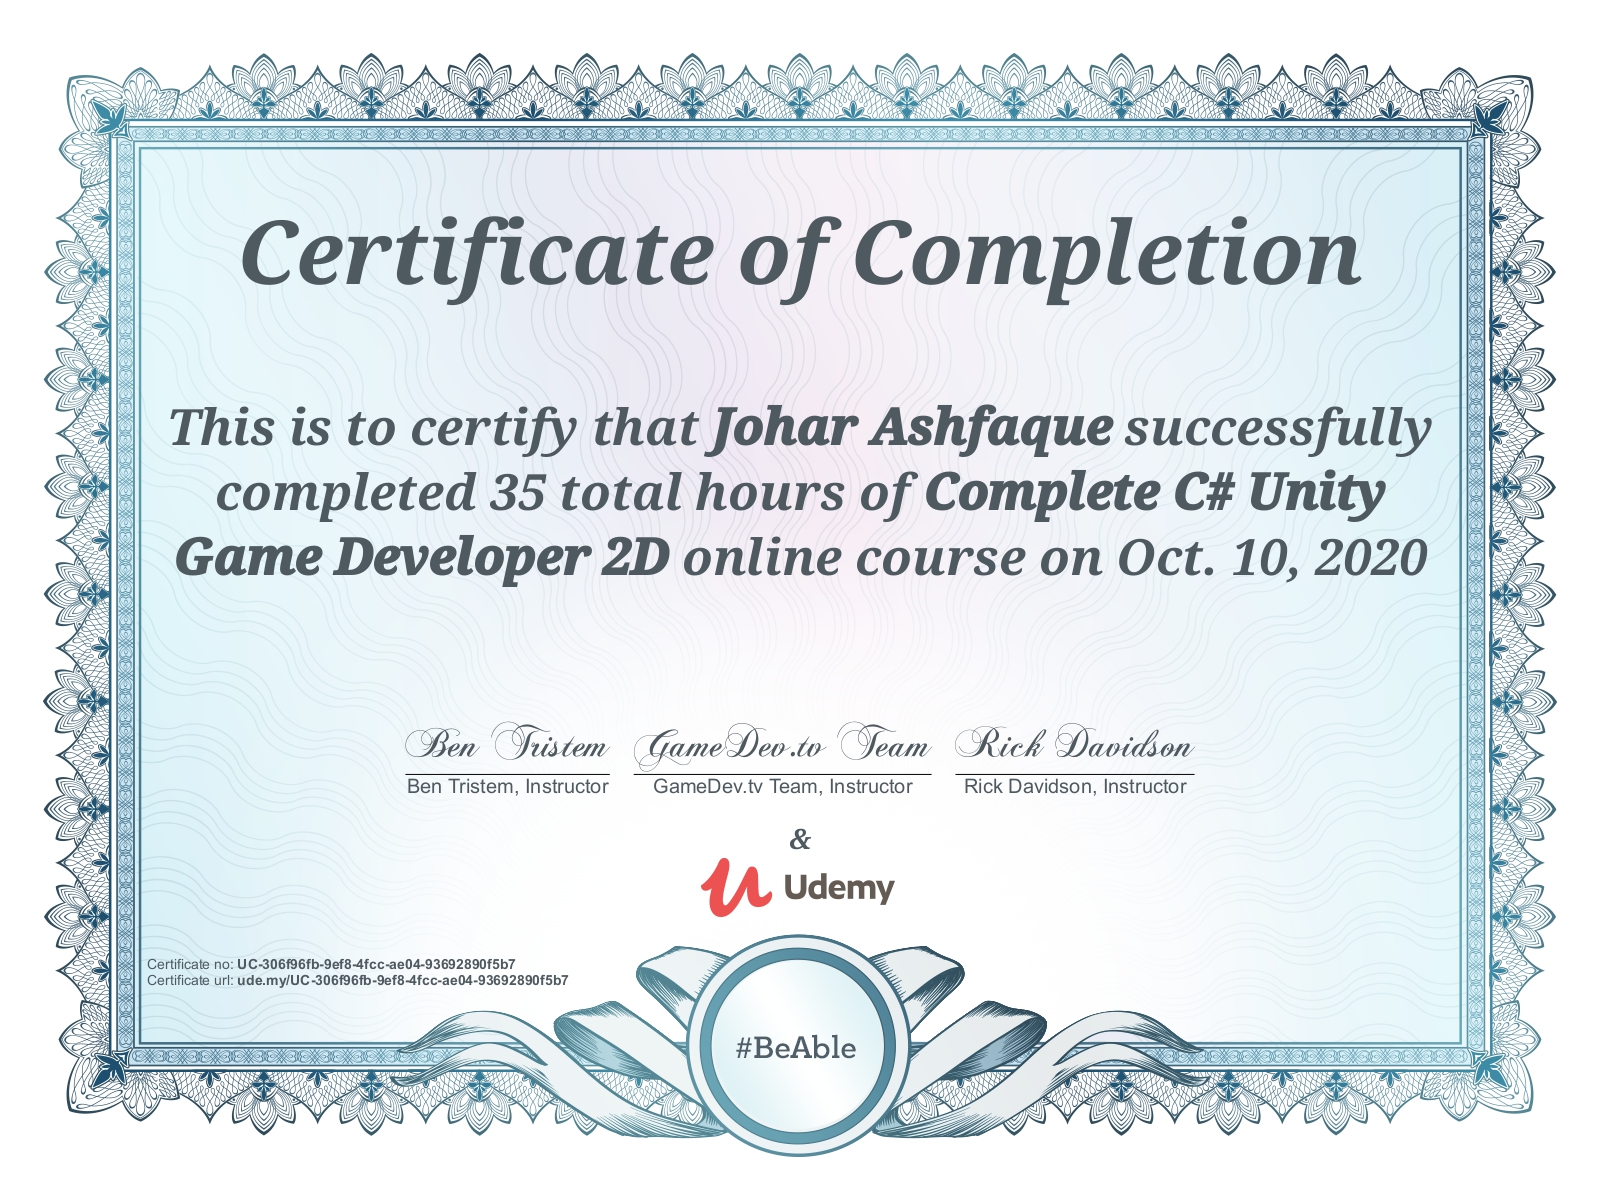 Certificate of Completion
This is to certify that Johar Ashfaque successfully
completed 35 total hours of Complete C# Unity
Game Developer 2D online course on Oct. 10, 2020
Ben Tristem GameDev.tv Team Rick Davidson
Ben Tristem, Instructor GameDev.tv Team, Instructor Rick Davidson, Instructor
&
Udemy
Certificate no: UC-306f96fb-9ef8-4fcc-ae04-93692890f5b7
Certificate url: ude.my/UC-306f96fb-9ef8-4fcc-ae04-93692890f5b7
#BeAble